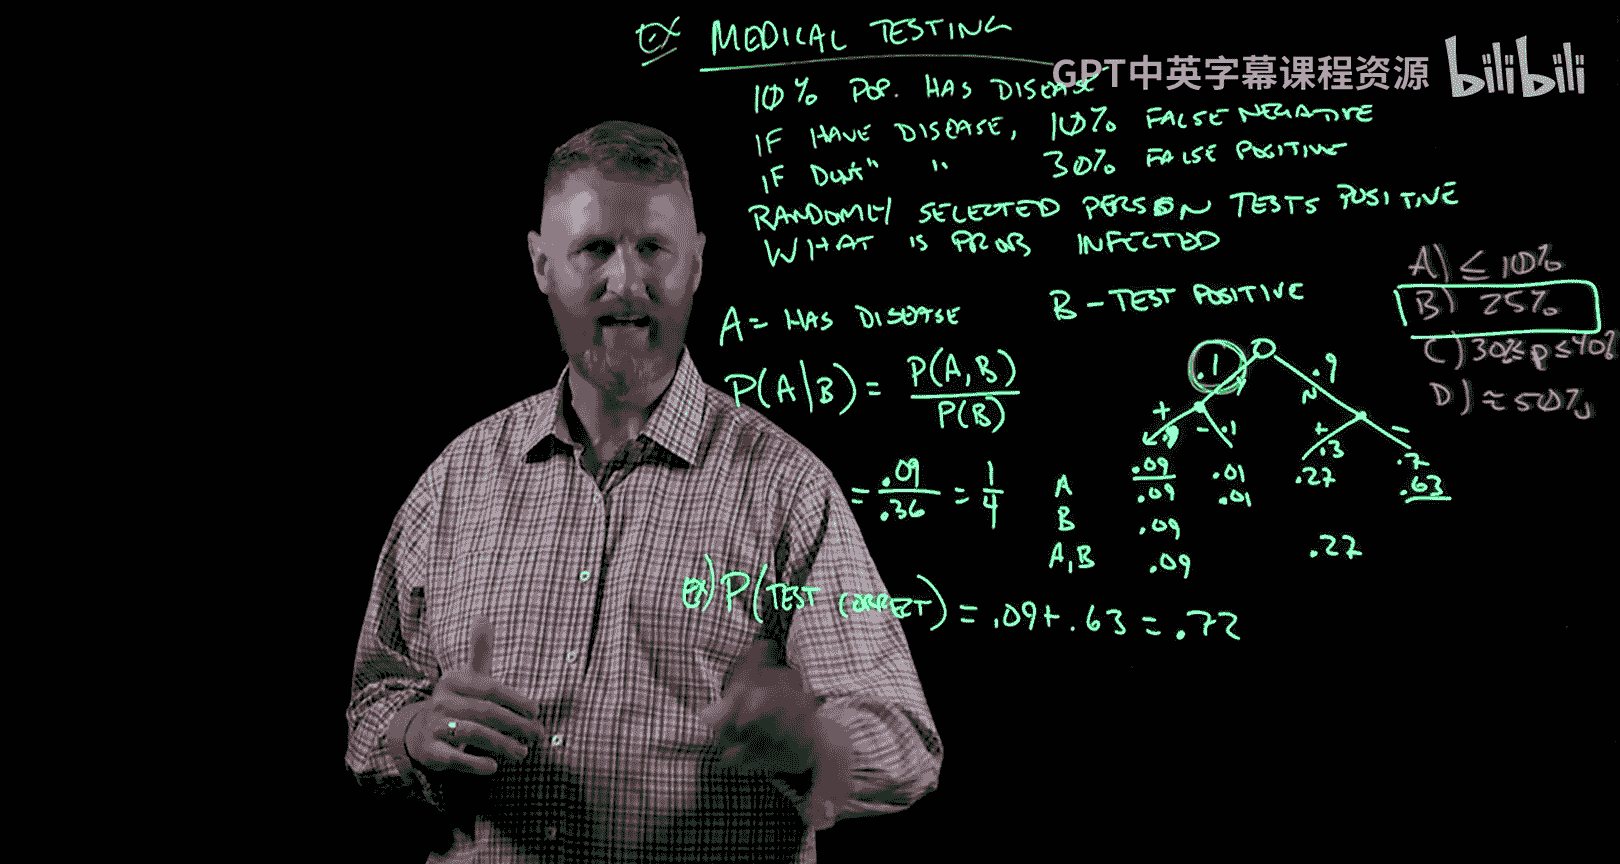 EX MEDICAL TESTING
GPT中英字幕课程资源 bilibili
10% POP. HAS DISEASE
IF HAVE DISEASE, 10% FALSE NEGATIVE
IF DON'T " " 30% FALSE POSITIVE
RANDOMLY SELECTED PERSON TESTS POSITIVE
WHAT IS PROB INFECTED
A) ≤ 10%
B) 25%
C) 30% ≤ P ≤ 40%
D) ≈ 50%
A = HAS DISEASE B - TEST POSITIVE
P(A|B) = P(A,B) / P(B)
= .09 / .36 = 1/4
.1 .9
Y N
+ - + -
.9 .1 .3 .7
.09 .01 .27 .63
A .09 .01
B .09 .27
A,B .09
EX) P(TEST CORRECT) = .09 + .63 = .72